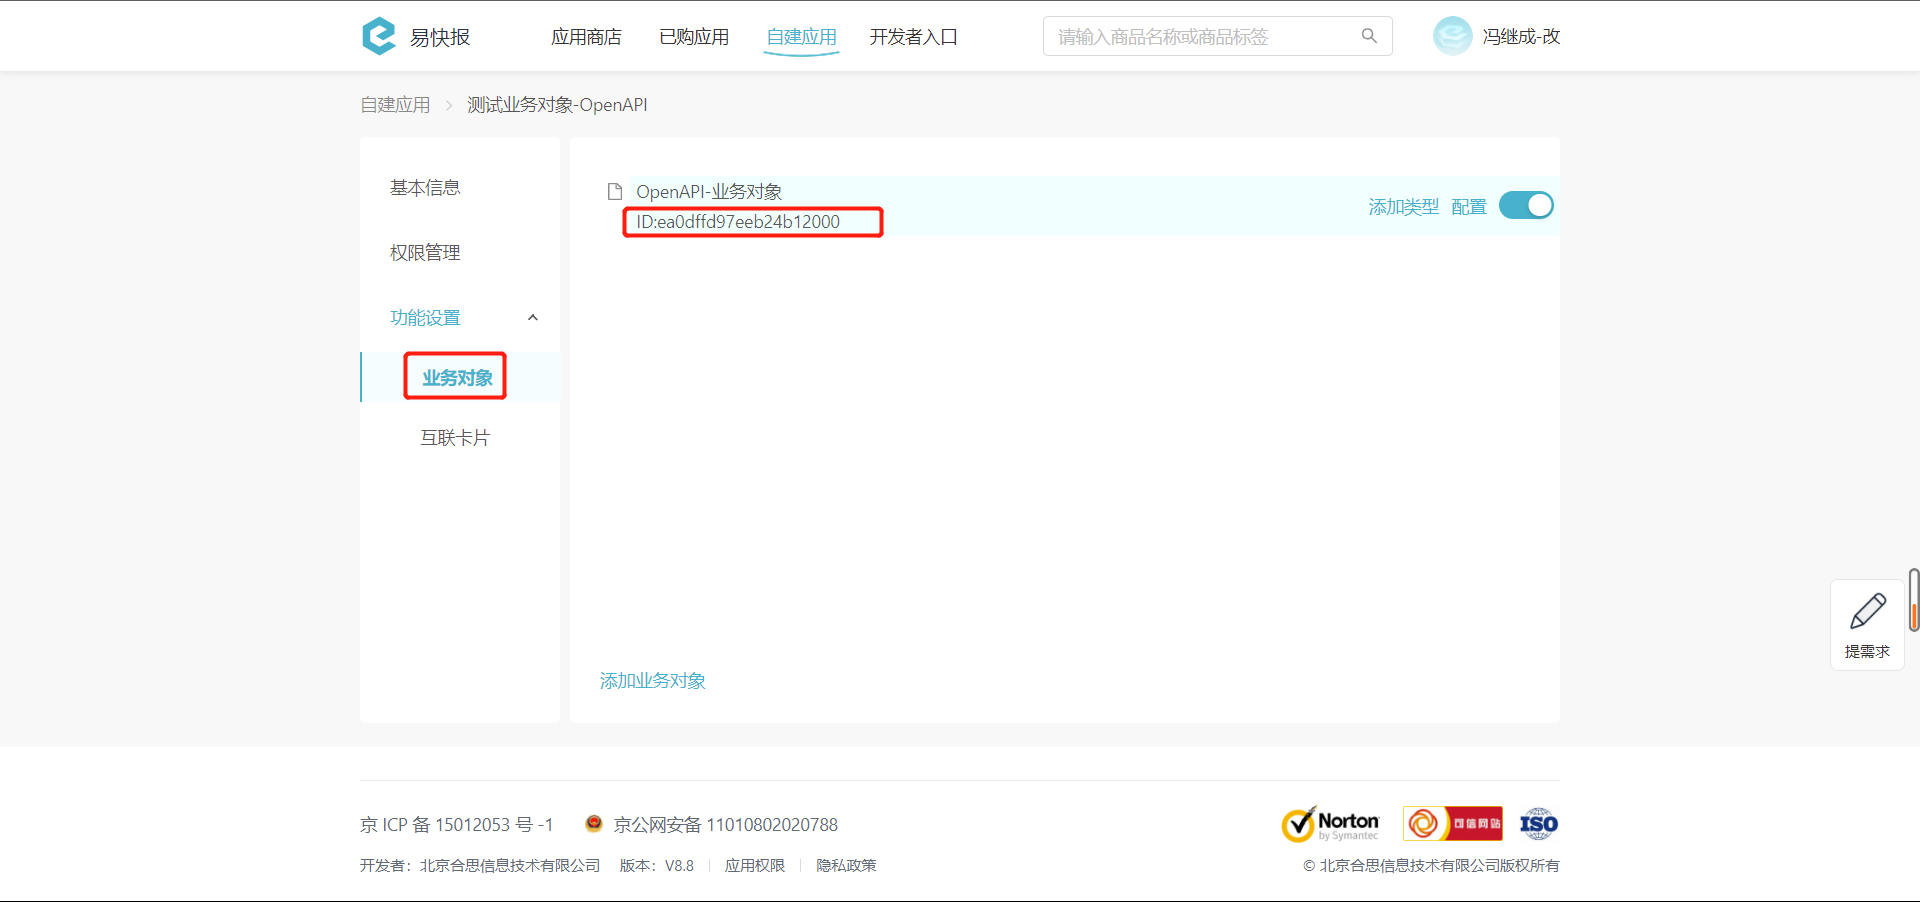 易快报 应用商店 已购应用 自建应用 开发者入口 请输入商品名称或商品标签 冯继成-改
自建应用 > 测试业务对象-OpenAPI
基本信息
权限管理
功能设置
业务对象
互联卡片
OpenAPI-业务对象
ID:ea0dffd97eeb24b12000
添加类型 配置
添加业务对象
提需求
京 ICP 备 15012053 号 -1 京公网安备 11010802020788
Norton
by Symantec
可信网站
ISO
开发者：北京合思信息技术有限公司 版本：V8.8 应用权限 隐私政策
© 北京合思信息技术有限公司版权所有